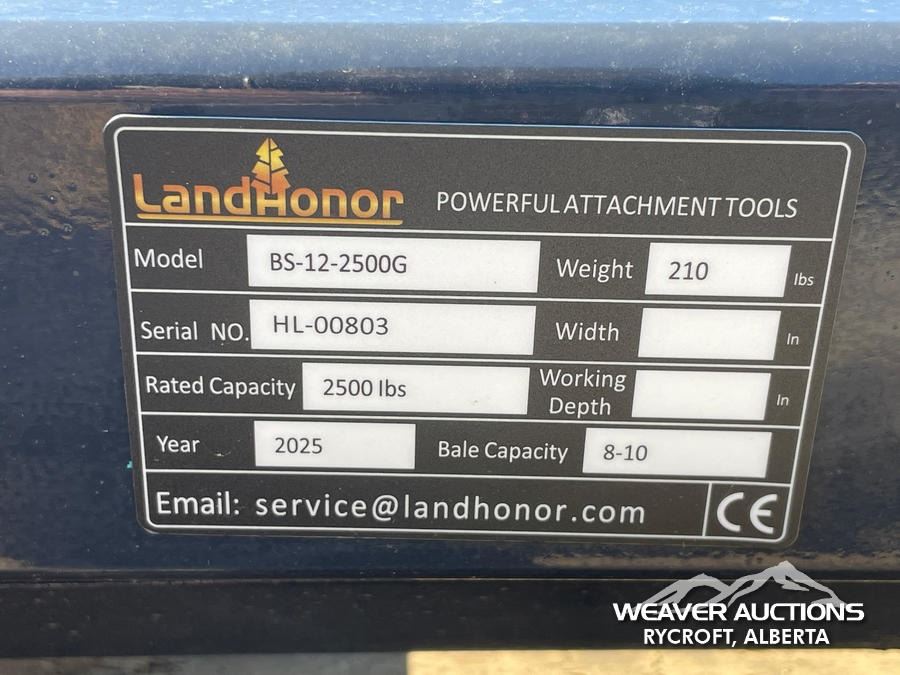 LandHonor POWERFUL ATTACHMENT TOOLS
Model BS-12-2500G Weight 210 lbs
Serial NO. HL-00803 Width In
Rated Capacity 2500 lbs Working Depth In
Year 2025 Bale Capacity 8-10
Email: service@landhonor.com CE
WEAVER AUCTIONS
RYCROFT, ALBERTA